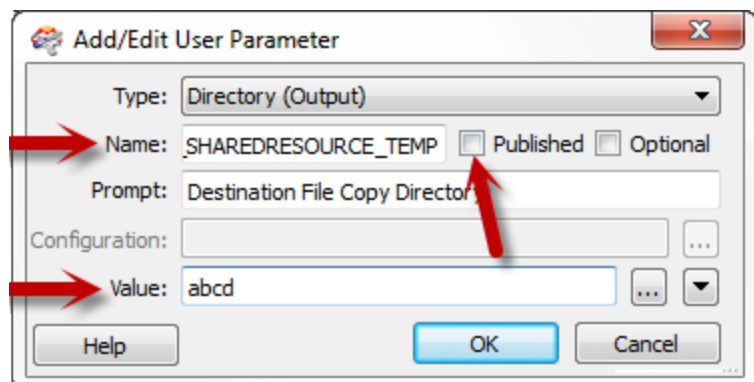 Add/Edit User Parameter
Type: Directory (Output)
Name: _SHAREDRESOURCE_TEMP Published Optional
Prompt: Destination File Copy Directory
Configuration: ...
Value: abcd ...
Help OK Cancel